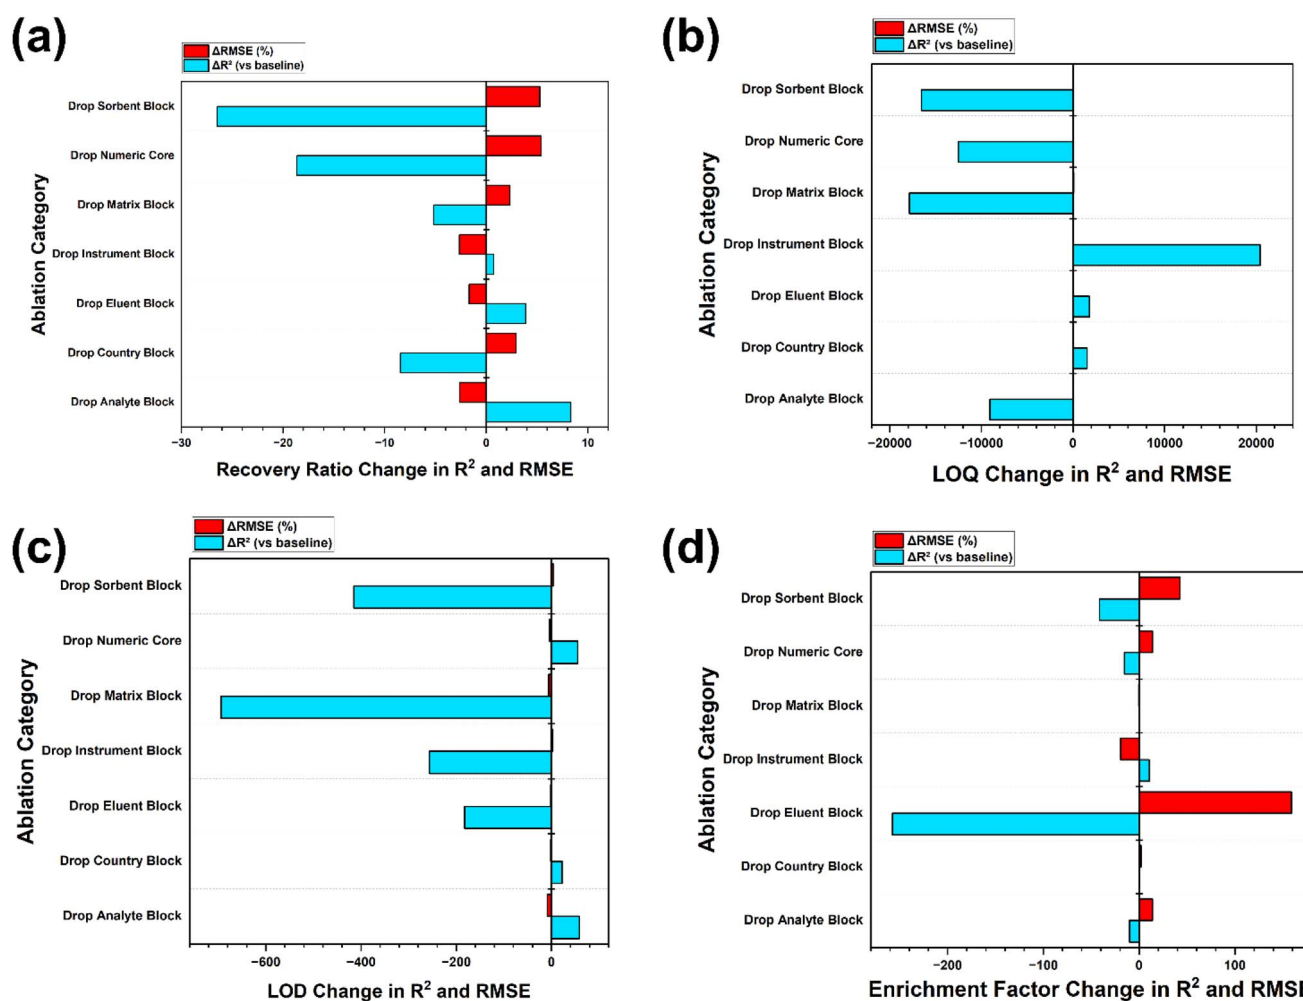 (a)
ΔRMSE (%)
ΔR² (vs baseline)
Ablation Category
Drop Sorbent Block
Drop Numeric Core
Drop Matrix Block
Drop Instrument Block
Drop Eluent Block
Drop Country Block
Drop Analyte Block
−30 −20 −10 0 10
Recovery Ratio Change in R² and RMSE
(b)
ΔRMSE (%)
ΔR² (vs baseline)
Ablation Category
Drop Sorbent Block
Drop Numeric Core
Drop Matrix Block
Drop Instrument Block
Drop Eluent Block
Drop Country Block
Drop Analyte Block
−20000 −10000 0 10000 20000
LOQ Change in R² and RMSE
(c)
ΔRMSE (%)
ΔR² (vs baseline)
Ablation Category
Drop Sorbent Block
Drop Numeric Core
Drop Matrix Block
Drop Instrument Block
Drop Eluent Block
Drop Country Block
Drop Analyte Block
−600 −400 −200 0
LOD Change in R² and RMSE
(d)
ΔRMSE (%)
ΔR² (vs baseline)
Ablation Category
Drop Sorbent Block
Drop Numeric Core
Drop Matrix Block
Drop Instrument Block
Drop Eluent Block
Drop Country Block
Drop Analyte Block
−200 −100 0 100
Enrichment Factor Change in R² and RMS